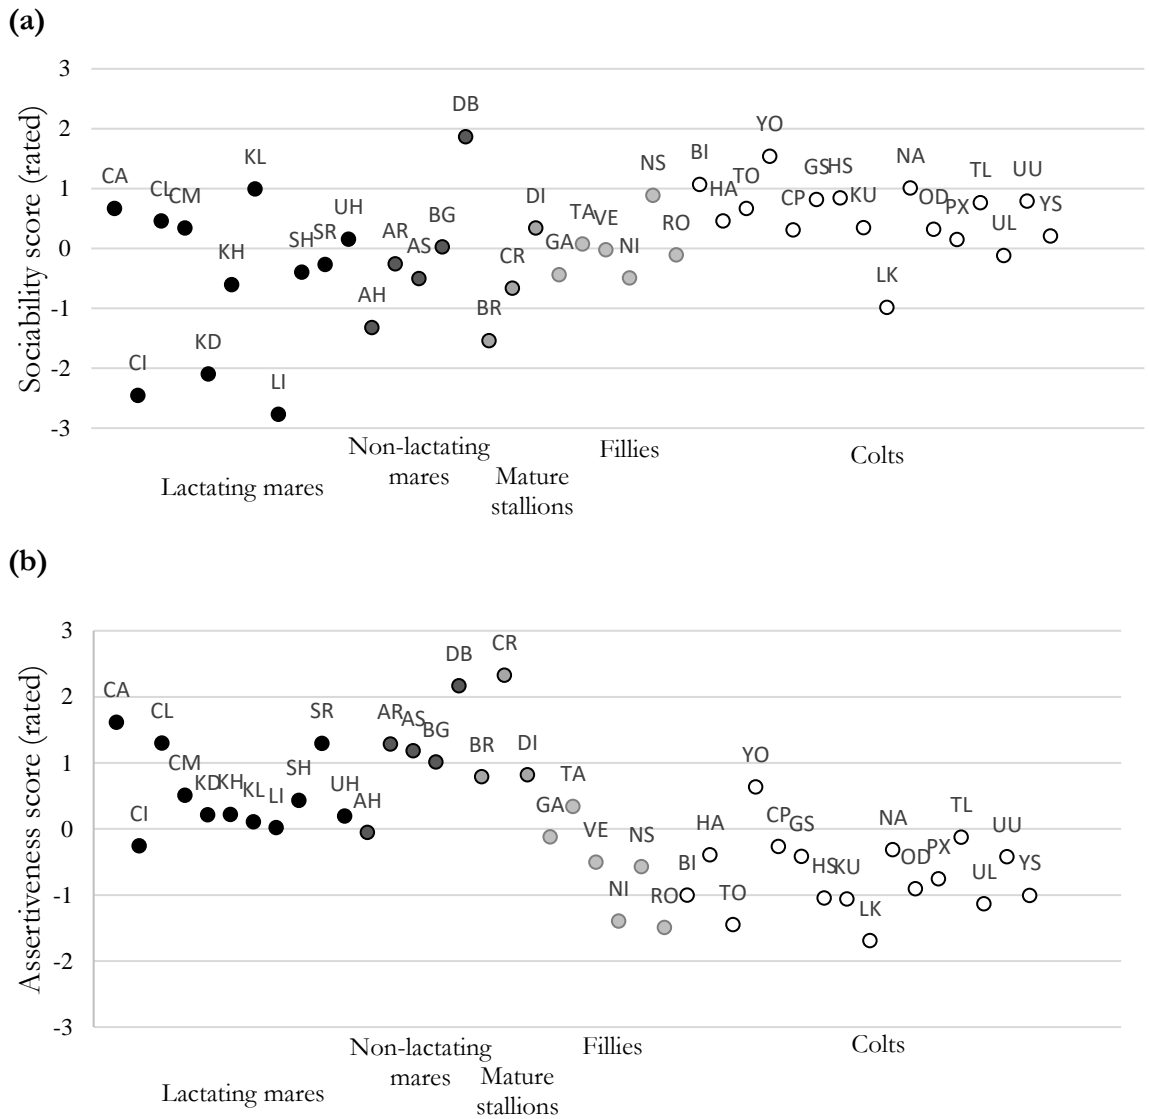 (a)
Sociability score (rated)
3
2
1
0
-1
-2
-3
CA
CI
CL
CM
KD
KH
KL
LI
SH
SR
UH
AH
AR
AS
BG
DB
BR
CR
DI
GA
TA
VE
NI
NS
RO
BI
HA
TO
YO
CP
GS
HS
KU
LK
NA
OD
PX
TL
UL
UU
YS
Lactating mares
Non-lactating
mares
Mature
stallions
Fillies
Colts
(b)
Assertiveness score (rated)
3
2
1
0
-1
-2
-3
CA
CI
CL
CM
KD
KH
KL
LI
SH
SR
UH
AH
AR
AS
BG
DB
BR
CR
DI
GA
TA
VE
NI
NS
RO
BI
HA
TO
YO
CP
GS
HS
KU
LK
NA
OD
PX
TL
UL
UU
YS
Lactating mares
Non-lactating
mares
Mature
stallions
Fillies
Colts